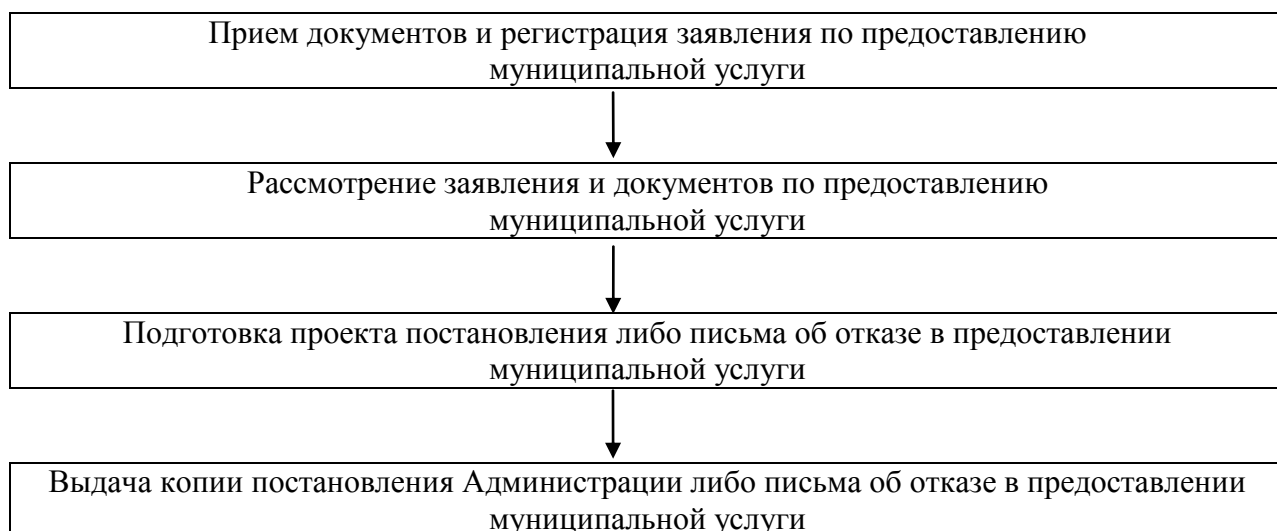 Прием документов и регистрация заявления по предоставлению
муниципальной услуги
Рассмотрение заявления и документов по предоставлению
муниципальной услуги
Подготовка проекта постановления либо письма об отказе в предоставлении
муниципальной услуги
Выдача копии постановления Администрации либо письма об отказе в предоставлении
муниципальной услуги